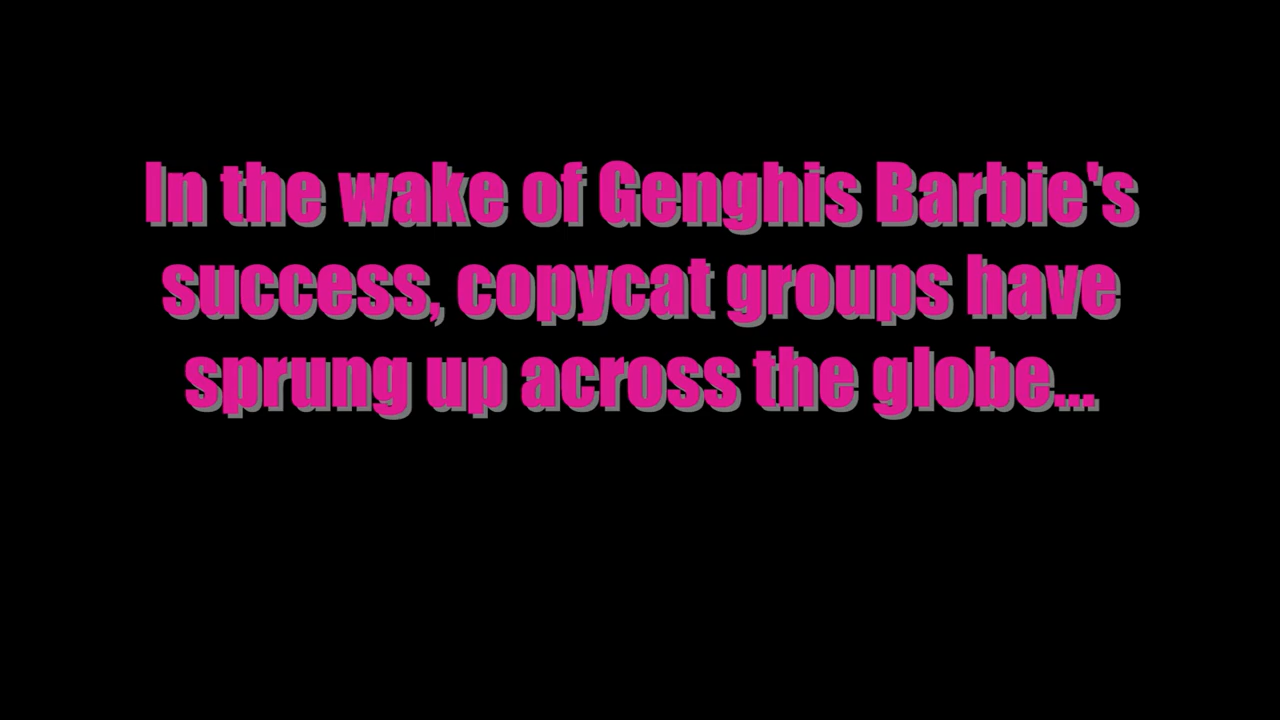 In the wake of Genghis Barbie's
success, copycat groups have
sprung up across the globe...